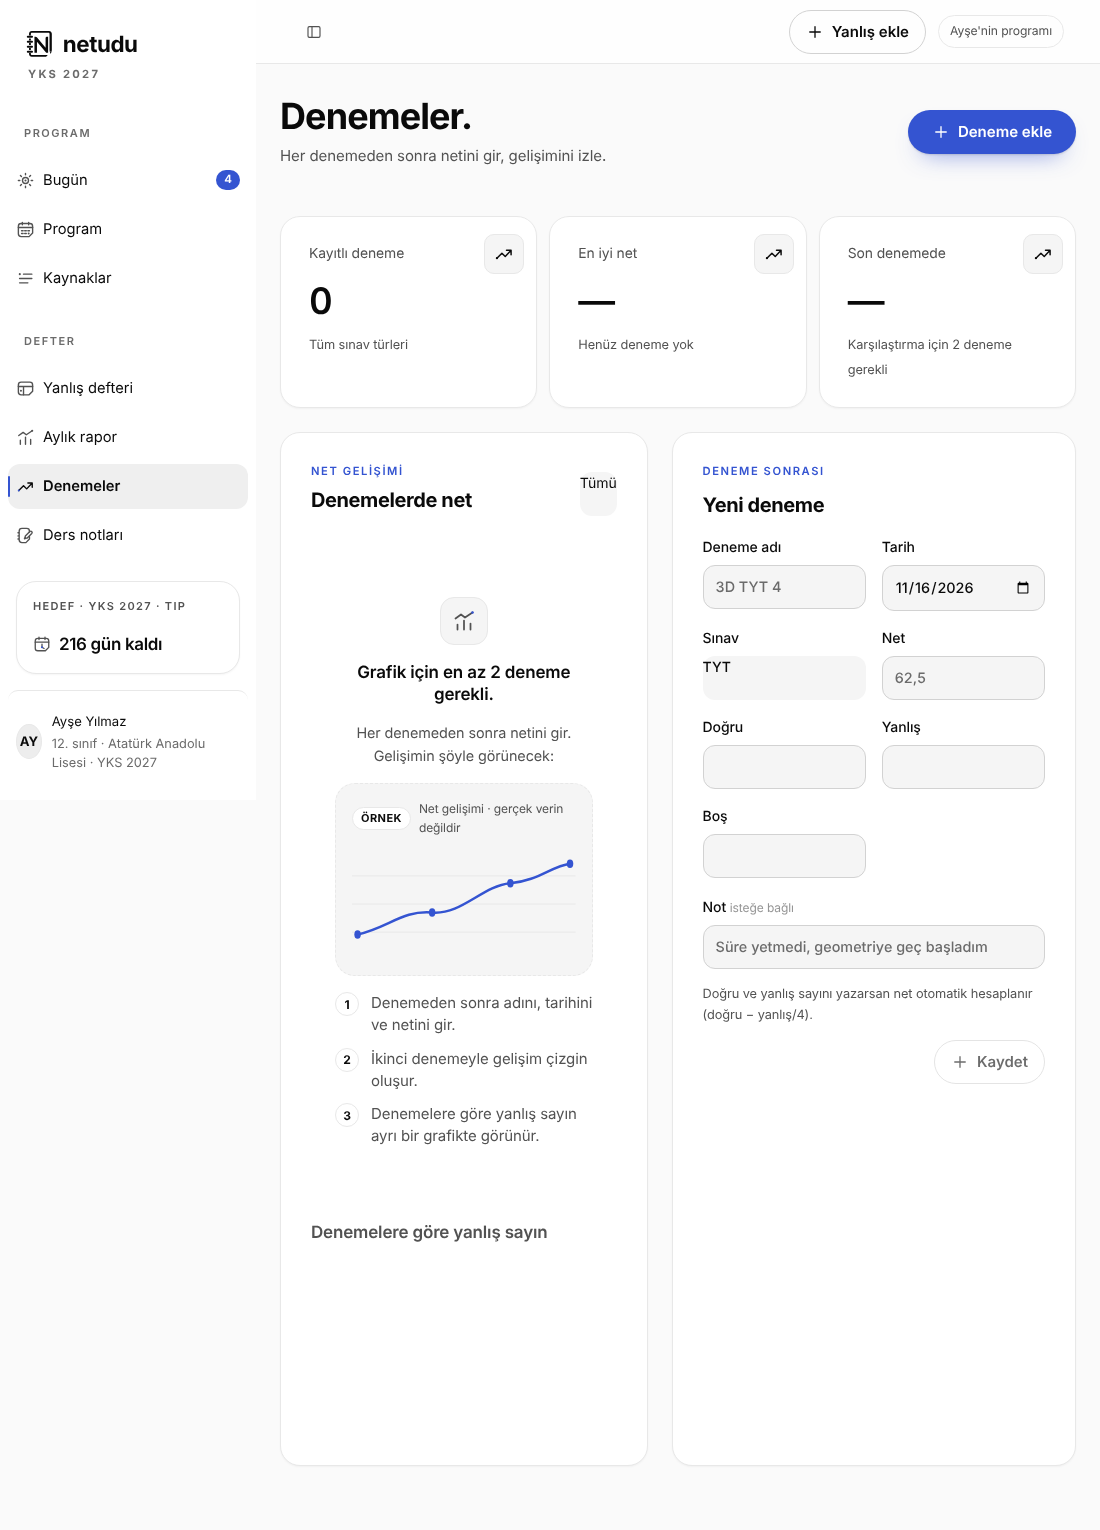 netudu
YKS 2027
PROGRAM
Bugün
4
Program
Kaynaklar
DEFTER
Yanlış defteri
Aylık rapor
Denemeler
Ders notları
HEDEF · YKS 2027 · TIP
216 gün kaldı
AY
Ayşe Yılmaz
12. sınıf · Atatürk Anadolu
Lisesi · YKS 2027
Yanlış ekle
Ayşe'nin programı
Denemeler.
Her denemeden sonra netini gir, gelişimini izle.
Deneme ekle
Kayıtlı deneme
0
Tüm sınav türleri
En iyi net
—
Henüz deneme yok
Son denemede
—
Karşılaştırma için 2 deneme
gerekli
NET GELİŞİMİ
Denemelerde net
Tümü
Grafik için en az 2 deneme
gerekli.
Her denemeden sonra netini gir.
Gelişimin şöyle görünecek:
ÖRNEK
Net gelişimi · gerçek verin
değildir
1
Denemeden sonra adını, tarihini
ve netini gir.
2
İkinci denemeyle gelişim çizgin
oluşur.
3
Denemelere göre yanlış sayın
ayrı bir grafikte görünür.
Denemelere göre yanlış sayın
DENEME SONRASI
Yeni deneme
Deneme adı
3D TYT 4
Tarih
11/16/2026
Sınav
TYT
Net
62,5
Doğru
Yanlış
Boş
Not isteğe bağlı
Süre yetmedi, geometriye geç başladım
Doğru ve yanlış sayını yazarsan net otomatik hesaplanır
(doğru − yanlış/4).
Kaydet